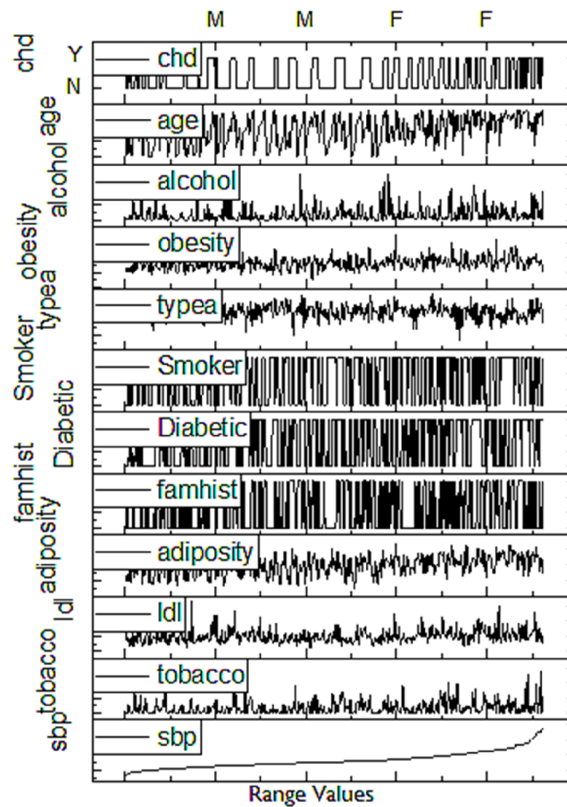 M M F F
chd
Y
N
chd
age
age
alcohol
alcohol
obesity
obesity
typea
typea
Smoker
Smoker
Diabetic
Diabetic
famhist
famhist
adiposity
adiposity
ldl
ldl
tobacco
tobacco
sbp
sbp
Range Values